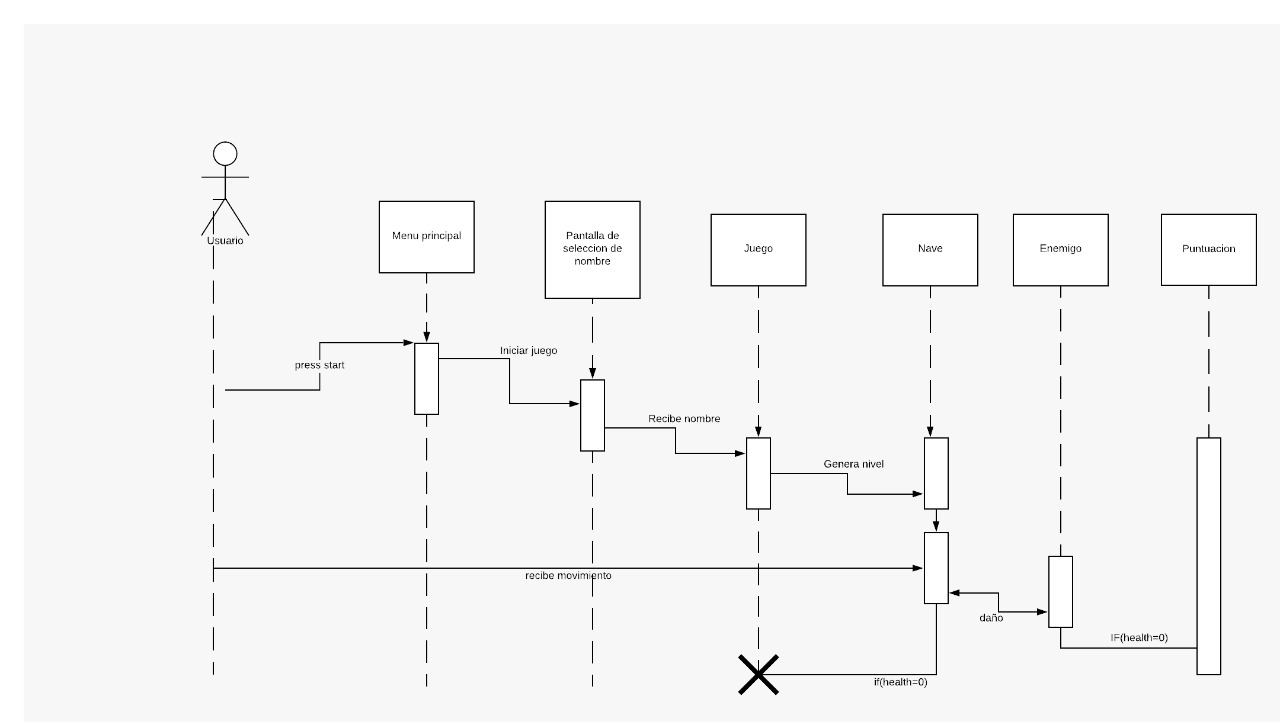 Usuario
Menu principal
Pantalla de
seleccion de
nombre
Juego
Nave
Enemigo
Puntuacion
press start
Iniciar juego
Recibe nombre
Genera nivel
recibe movimiento
daño
IF(health=0)
if(health=0)